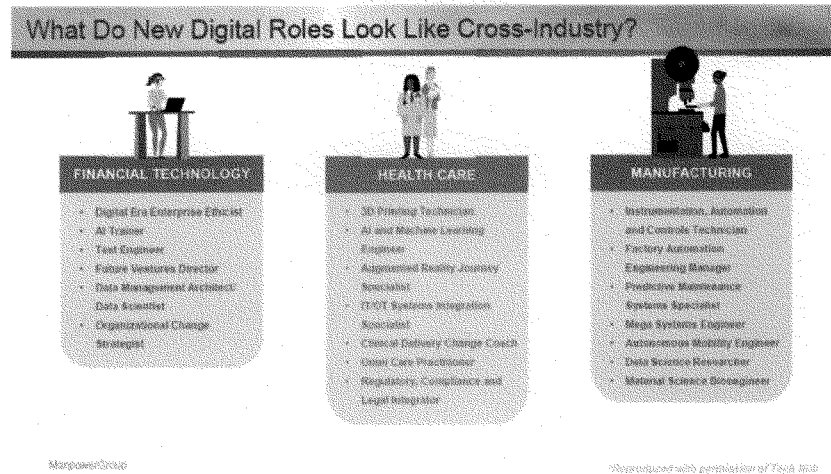 What Do New Digital Roles Look Like Cross-Industry?
FINANCIAL TECHNOLOGY
• Digital Era Enterprise Ethicist
• AI Trainer
• Test Engineer
• Future Ventures Director
• Data Management Architect/
Data Scientist
• Organizational Change
Strategist
HEALTH CARE
• 3D Printing Technician
• AI and Machine Learning
Engineer
• Augmented Reality Journey
Specialist
• IT/OT Systems Integration
Specialist
• Clinical Delivery Change Coach
• Omni Care Practitioner
• Regulatory, Compliance and
Legal Integrator
MANUFACTURING
• Instrumentation, Automation
and Controls Technician
• Factory Automation
Engineering Manager
• Predictive Maintenance
Systems Specialist
• Mega Systems Engineer
• Autonomous Mobility Engineer
• Data Science Researcher
• Material Science Bioengineer
ManpowerGroup
*Reproduced with permission of Tech Hub